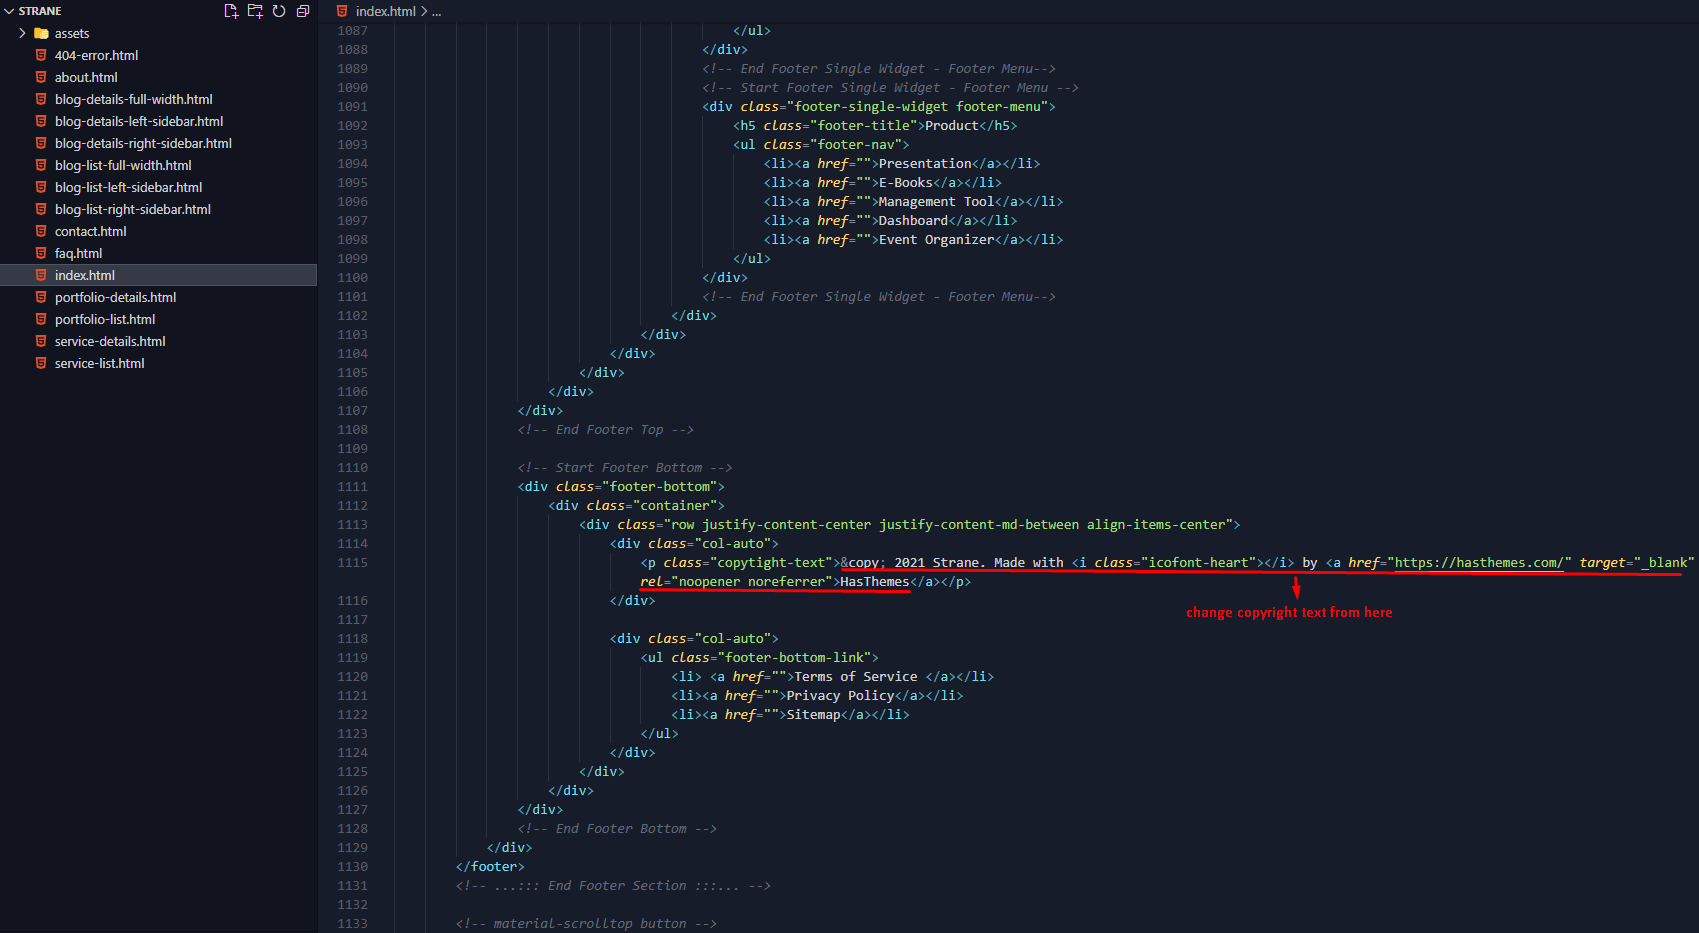 STRANE
assets
404-error.html
about.html
blog-details-full-width.html
blog-details-left-sidebar.html
blog-details-right-sidebar.html
blog-list-full-width.html
blog-list-left-sidebar.html
blog-list-right-sidebar.html
contact.html
faq.html
index.html
portfolio-details.html
portfolio-list.html
service-details.html
service-list.html
index.html > ...
1087 </ul>
1088 </div>
1089 <!-- End Footer Single Widget - Footer Menu-->
1090 <!-- Start Footer Single Widget - Footer Menu -->
1091 <div class="footer-single-widget footer-menu">
1092 <h5 class="footer-title">Product</h5>
1093 <ul class="footer-nav">
1094 <li><a href="">Presentation</a></li>
1095 <li><a href="">E-Books</a></li>
1096 <li><a href="">Management Tool</a></li>
1097 <li><a href="">Dashboard</a></li>
1098 <li><a href="">Event Organizer</a></li>
1099 </ul>
1100 </div>
1101 <!-- End Footer Single Widget - Footer Menu-->
1102 </div>
1103 </div>
1104 </div>
1105 </div>
1106 </div>
1107 </div>
1108 <!-- End Footer Top -->
1109
1110 <!-- Start Footer Bottom -->
1111 <div class="footer-bottom">
1112 <div class="container">
1113 <div class="row justify-content-center justify-content-md-between align-items-center">
1114 <div class="col-auto">
1115 <p class="copytight-text">&copy; 2021 Strane. Made with <i class="icofont-heart"></i> by <a href="https://hasthemes.com/" target="_blank"
rel="noopener noreferrer">HasThemes</a></p>
1116 </div>
change copyright text from here
1117
1118 <div class="col-auto">
1119 <ul class="footer-bottom-link">
1120 <li> <a href="">Terms of Service </a></li>
1121 <li><a href="">Privacy Policy</a></li>
1122 <li><a href="">Sitemap</a></li>
1123 </ul>
1124 </div>
1125 </div>
1126 </div>
1127 </div>
1128 <!-- End Footer Bottom -->
1129 </div>
1130 </footer>
1131 <!-- ...::: End Footer Section :::... -->
1132
1133 <!-- material-scrolltop button -->